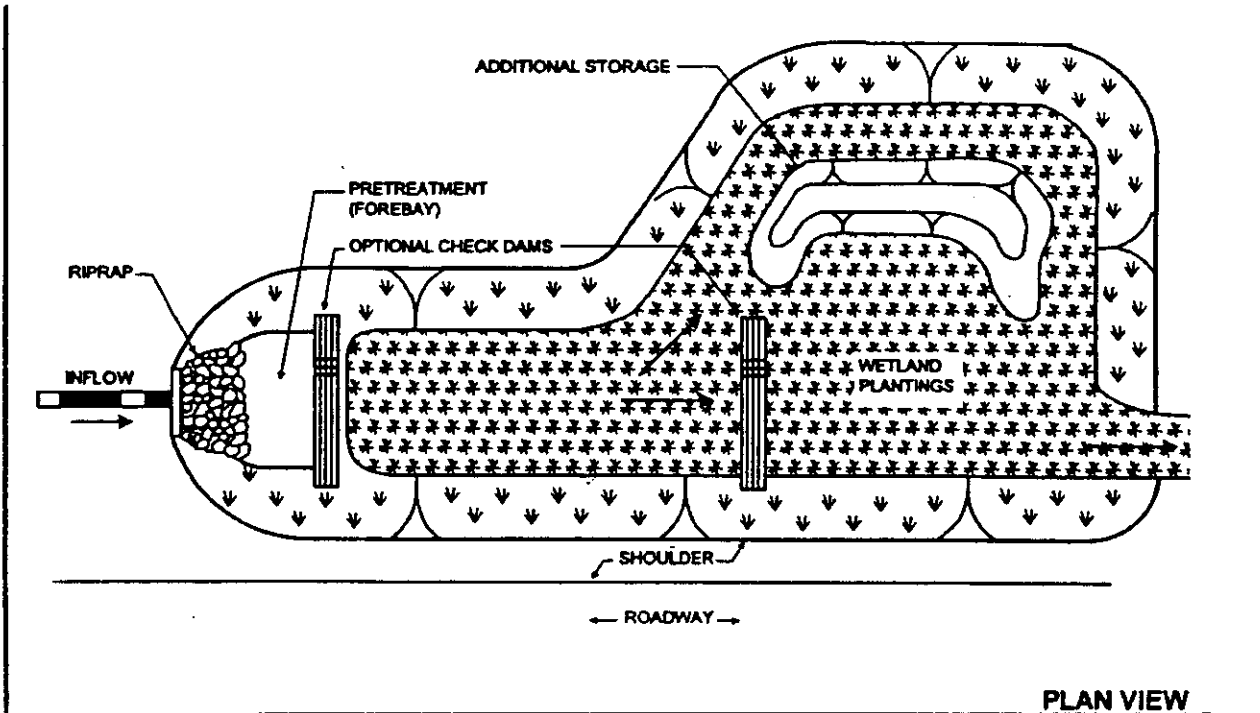 ADDITIONAL STORAGE
PRETREATMENT
(FOREBAY)
OPTIONAL CHECK DAMS
RIPRAP
INFLOW
WETLAND
PLANTINGS
SHOULDER
ROADWAY
PLAN VIEW